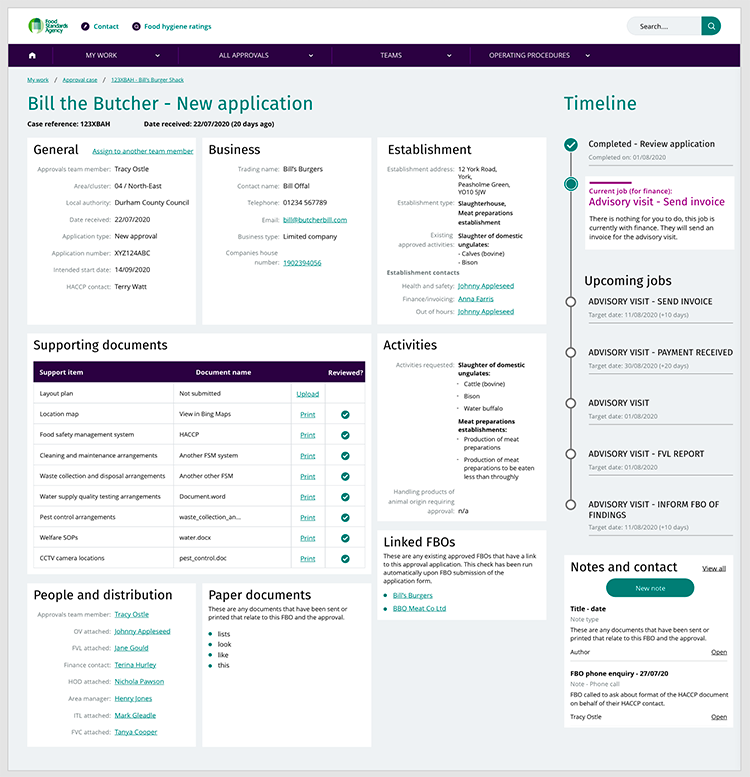 Food
Standards
Agency
Contact
Food hygiene ratings
Search...
MY WORK
ALL APPROVALS
TEAMS
OPERATING PROCEDURES
My work / Approval case / 123XBAH - Bill's Burger Shack
Bill the Butcher - New application
Case reference: 123XBAH Date received: 22/07/2020 (20 days ago)
General Assign to another team member
Approvals team member: Tracy Ostle
Area/cluster: 04 / North-East
Local authority: Durham County Council
Date received: 22/07/2020
Application type: New approval
Application number: XYZ124ABC
Intended start date: 14/09/2020
HACCP contact: Terry Watt
Business
Trading name: Bill's Burgers
Contact name: Bill Offal
Telephone: 01234 567789
Email: bill@butcherbill.com
Business type: Limited company
Companies house
number: 1902394056
Establishment
Establishment address: 12 York Road,
York,
Peasholme Green,
YO10 5JW
Establishment type: Slaughterhouse,
Meat preparations
establishment
Existing Slaughter of domestic
approved activities: ungulates:
- Calves (bovine)
- Bison
Establishment contacts
Health and safety: Johnny Appleseed
Finance/invoicing: Anna Farris
Out of hours: Johnny Appleseed
Supporting documents
Support item Document name Reviewed?
Layout plan Not submitted Upload
Location map View in Bing Maps Print
Food safety management system HACCP Print
Cleaning and maintenance arrangements Another FSM system Print
Waste collection and disposal arrangements Another other FSM Print
Water supply quality testing arrangements Document.word Print
Pest control arrangements waste_collection_an... Print
Welfare SOPs water.docx Print
CCTV camera locations pest_control.doc Print
Activities
Activities requested: Slaughter of domestic
ungulates:
- Cattle (bovine)
- Bison
- Water buffalo
Meat preparations
establishments:
- Production of meat
preparations
- Production of meat
preparations to be eaten
less than throughly
Handling products of
animal origin requiring
approval: n/a
Linked FBOs
These are any existing approved FBOs that have a link
to this approval application. This check has been run
automatically upon FBO submission of the
application form.
Bill's Burgers
BBQ Meat Co Ltd
People and distribution
Approvals team member: Tracy Ostle
OV attached: Johnny Appleseed
FVL attached: Jane Gould
Finance contact: Terina Hurley
HOD attached: Nichola Pawson
Area manager: Henry Jones
ITL attached: Mark Gleadle
FVC attached: Tanya Cooper
Paper documents
These are any documents that have been sent or
printed that relate to this FBO and the approval.
lists
look
like
this
Timeline
Completed - Review application
Completed on: 01/08/2020
Current job (for finance):
Advisory visit - Send invoice
There is nothing for you to do, this job is
currently with finance. They will send an
invoice for the advisory visit.
Upcoming jobs
ADVISORY VISIT - SEND INVOICE
Target date: 11/08/2020 (+10 days)
ADVISORY VISIT - PAYMENT RECEIVED
Target date: 30/08/2020 (+20 days)
ADVISORY VISIT
Target date: 01/08/2020
ADVISORY VISIT - FVL REPORT
Target date: 01/08/2020
ADVISORY VISIT - INFORM FBO OF
FINDINGS
Target date: 11/08/2020 (+10 days)
Notes and contact View all
New note
Title - date
Note type
These are any documents that have been sent or
printed that relate to this FBO and the approval.
Author Open
FBO phone enquiry - 27/07/20
Note - Phone call
FBO called to ask about format of the HACCP document
on behalf of their HACCP contact.
Tracy Ostle Open